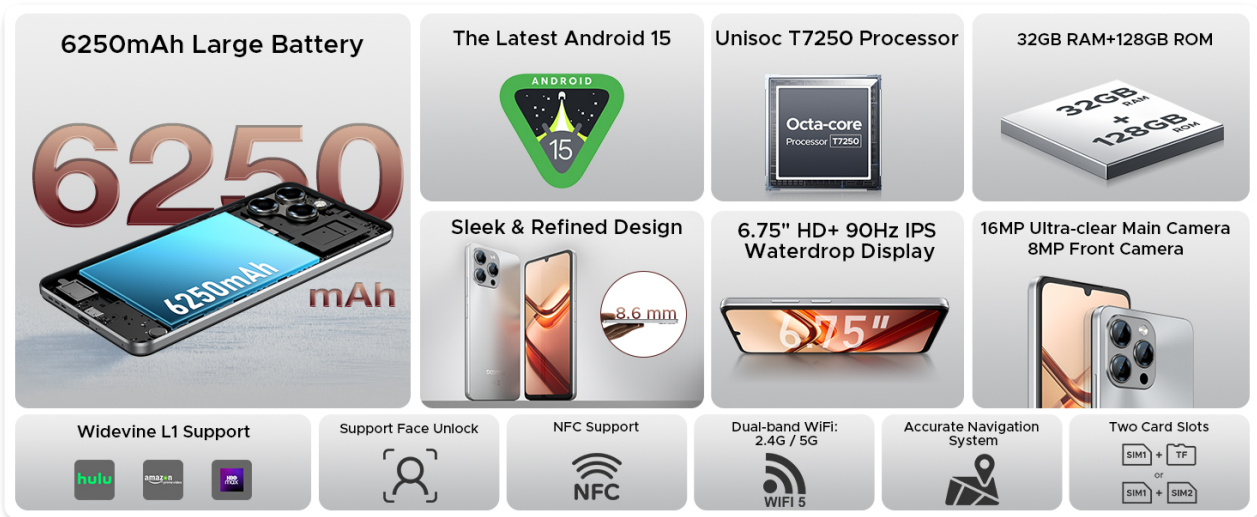 6250mAh Large Battery
6250
6250mAh
mAh
The Latest Android 15
ANDROID
15
Unisoc T7250 Processor
Octa-core
Processor T7250
32GB RAM+128GB ROM
32GB RAM
+
128GB ROM
Sleek & Refined Design
8.6 mm
6.75" HD+ 90Hz IPS
Waterdrop Display
6.75"
16MP Ultra-clear Main Camera
8MP Front Camera
Widevine L1 Support
hulu
amazon
prime video
HBO
max
Support Face Unlock
NFC Support
NFC
Dual-band WiFi:
2.4G / 5G
WIFI 5
Accurate Navigation
System
Two Card Slots
SIM1 + TF
or
SIM1 + SIM2